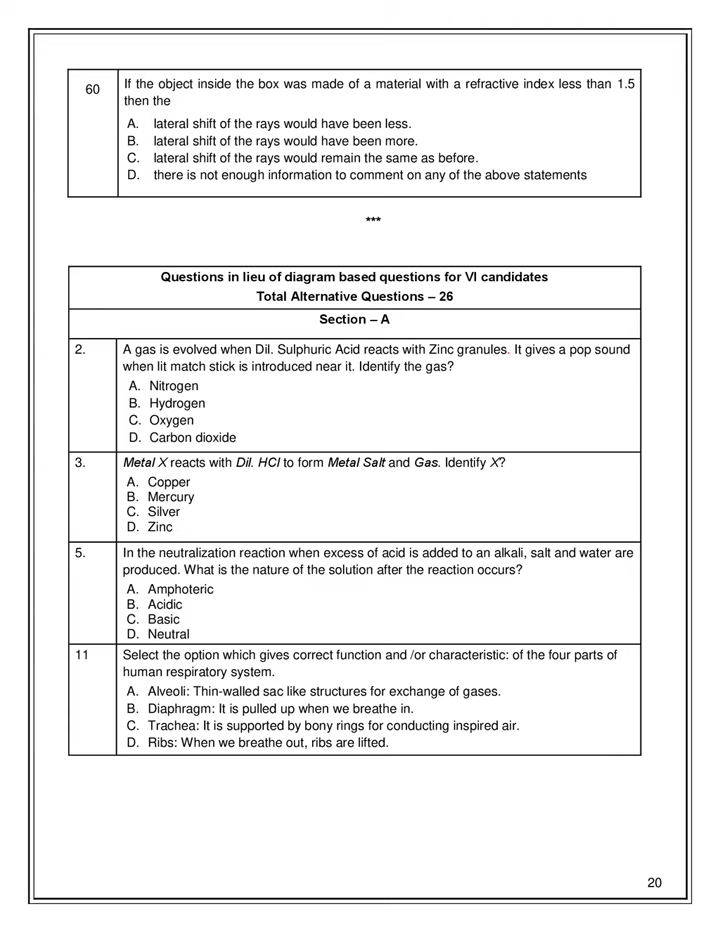 60
If the object inside the box was made of a material with a refractive index less than 1.5
then the
A. lateral shift of the rays would have been less.
B. lateral shift of the rays would have been more.
C. lateral shift of the rays would remain the same as before.
D. there is not enough information to comment on any of the above statements
***
Questions in lieu of diagram based questions for VI candidates
Total Alternative Questions – 26
Section – A
2. A gas is evolved when Dil. Sulphuric Acid reacts with Zinc granules. It gives a pop sound
when lit match stick is introduced near it. Identify the gas?
A. Nitrogen
B. Hydrogen
C. Oxygen
D. Carbon dioxide
3. Metal X reacts with Dil. HCl to form Metal Salt and Gas. Identify X?
A. Copper
B. Mercury
C. Silver
D. Zinc
5. In the neutralization reaction when excess of acid is added to an alkali, salt and water are
produced. What is the nature of the solution after the reaction occurs?
A. Amphoteric
B. Acidic
C. Basic
D. Neutral
11 Select the option which gives correct function and /or characteristic: of the four parts of
human respiratory system.
A. Alveoli: Thin-walled sac like structures for exchange of gases.
B. Diaphragm: It is pulled up when we breathe in.
C. Trachea: It is supported by bony rings for conducting inspired air.
D. Ribs: When we breathe out, ribs are lifted.
20